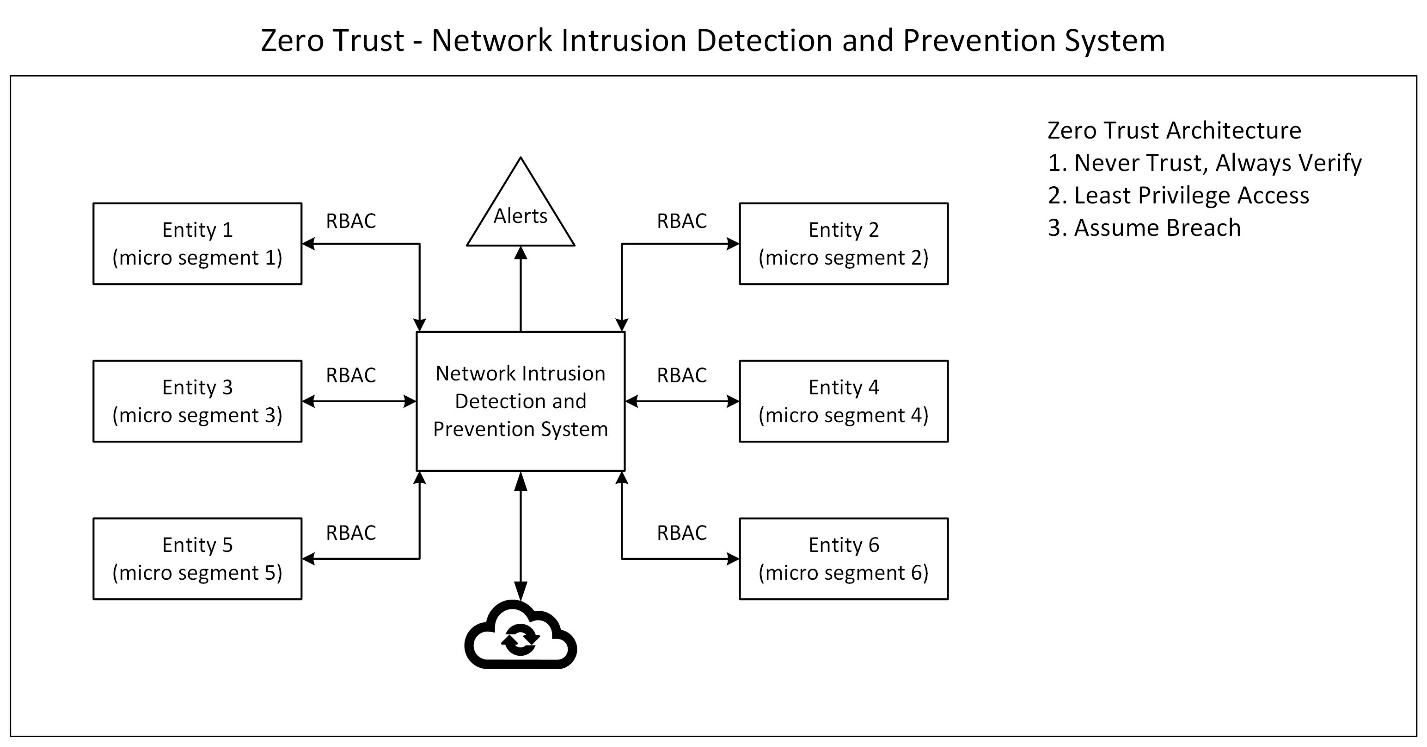 Zero Trust - Network Intrusion Detection and Prevention System
Zero Trust Architecture
1. Never Trust, Always Verify
2. Least Privilege Access
3. Assume Breach
Alerts
Entity 1
(micro segment 1)
RBAC
RBAC
Entity 2
(micro segment 2)
Entity 3
(micro segment 3)
RBAC
Network Intrusion
Detection and
Prevention System
RBAC
Entity 4
(micro segment 4)
Entity 5
(micro segment 5)
RBAC
RBAC
Entity 6
(micro segment 6)